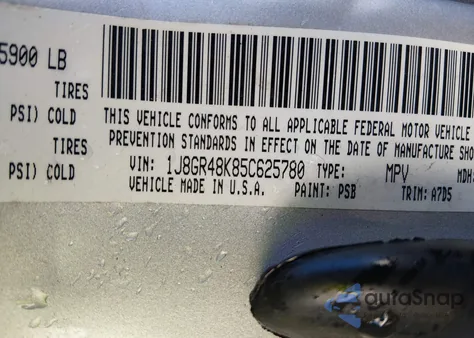 5900 LB
TIRES
PSI) COLD
THIS VEHICLE CONFORMS TO ALL APPLICABLE FEDERAL MOTOR VEHICLE
TIRES
PREVENTION STANDARDS IN EFFECT ON THE DATE OF MANUFACTURE SHO
PSI) COLD
VIN: 1J8GR48K85C625780 TYPE: MPV MDH:
VEHICLE MADE IN U.S.A. PAINT: PSB TRIM: A7D5
autoSnap